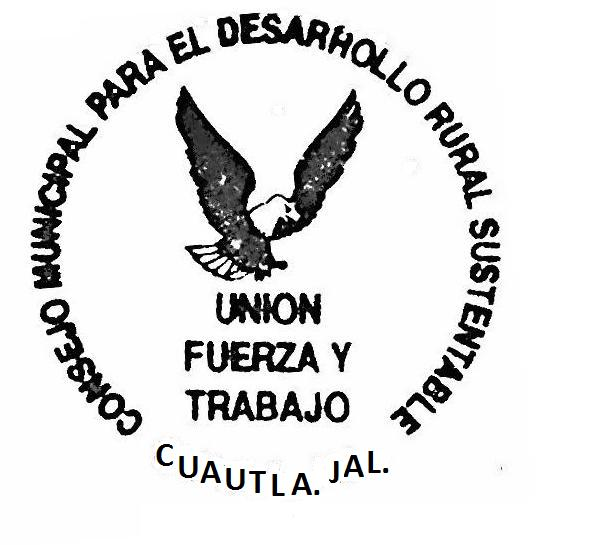 CONSEJO MUNICIPAL PARA EL DESARROLLO RURAL SUSTENTABLE
UNION
FUERZA Y
TRABAJO
CUAUTLA. JAL.